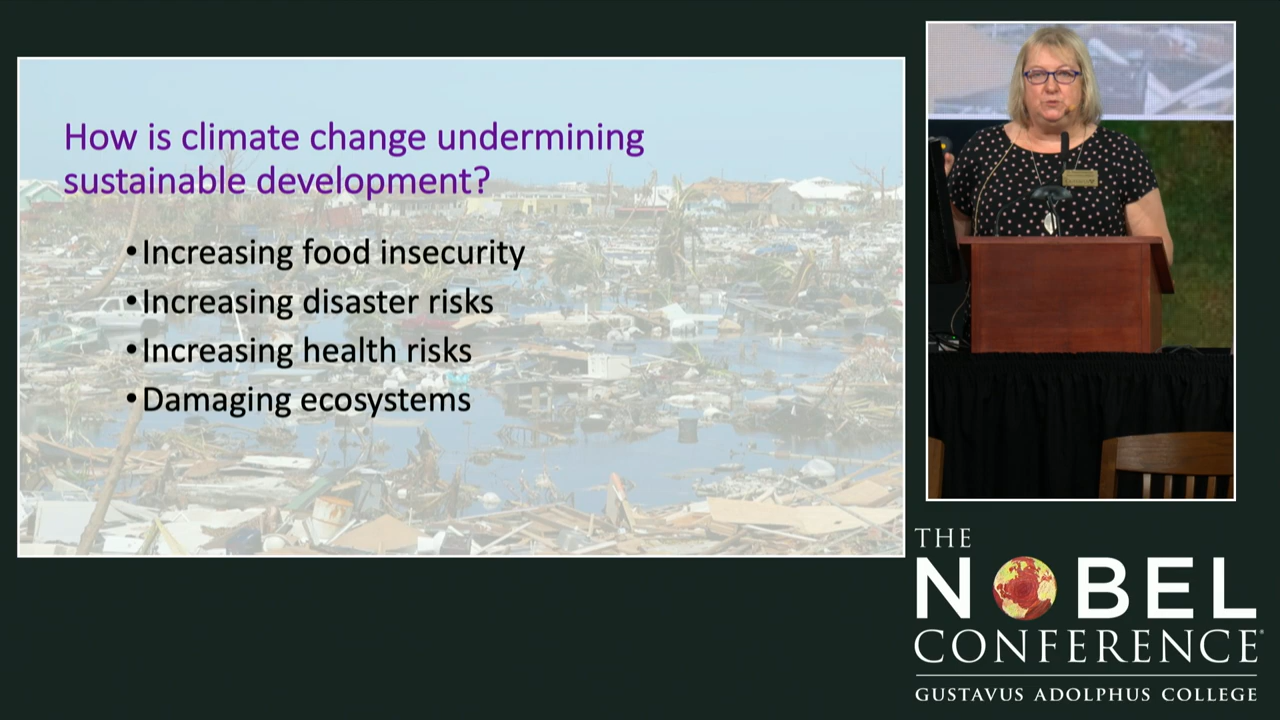 How is climate change undermining
sustainable development?
•Increasing food insecurity
•Increasing disaster risks
•Increasing health risks
•Damaging ecosystems
THE
NOBEL
CONFERENCE®
GUSTAVUS ADOLPHUS COLLEGE